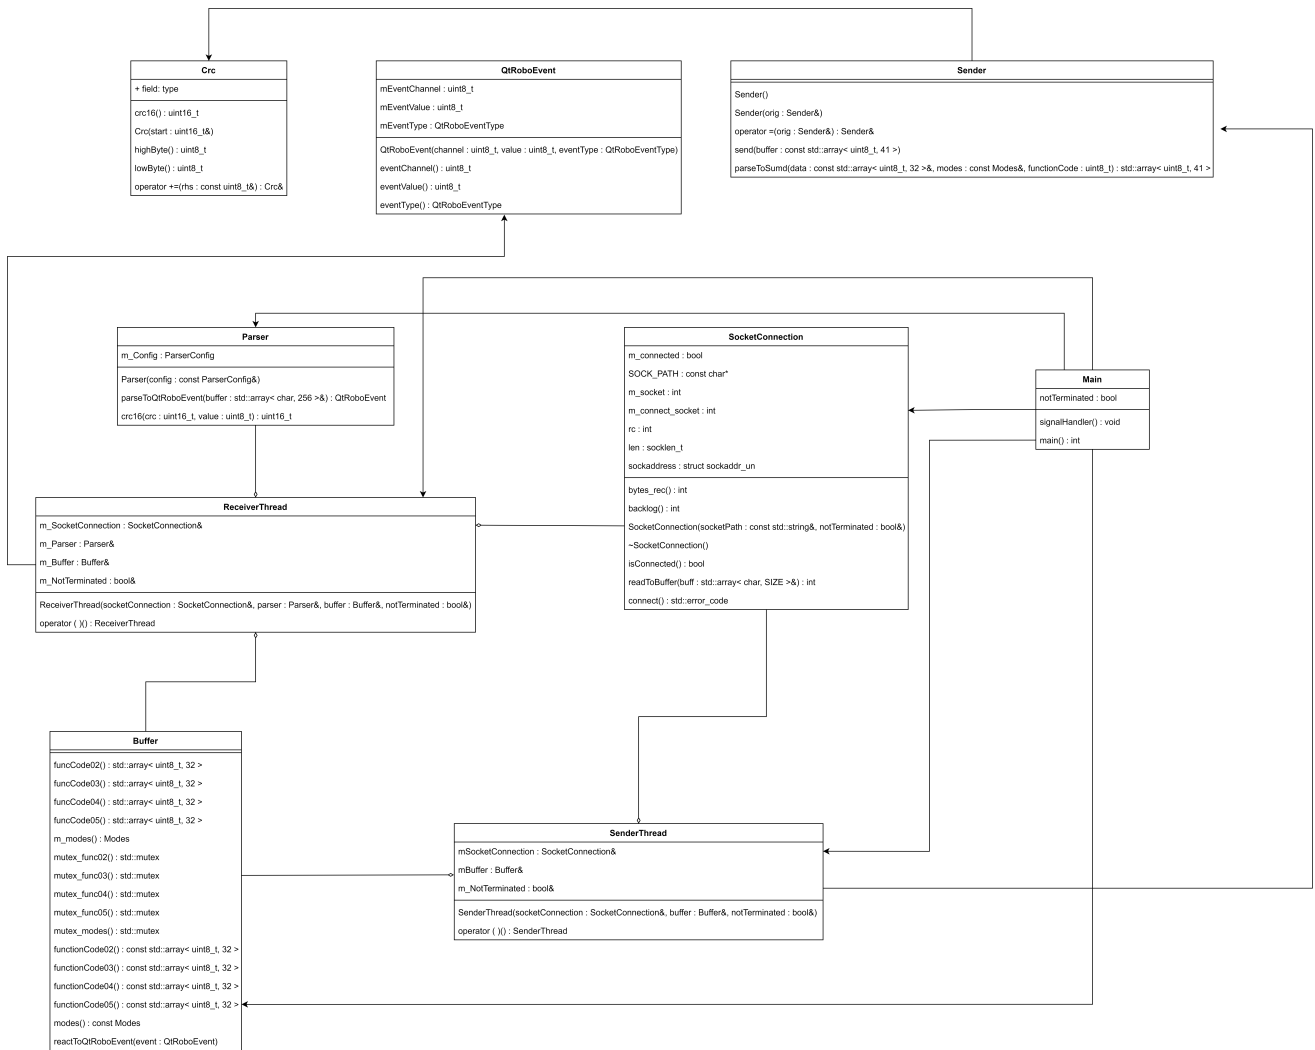 Crc
+ field: type
crc16() : uint16_t
Crc(start : uint16_t&)
highByte() : uint8_t
lowByte() : uint8_t
operator +=(rhs : const uint8_t&) : Crc&
QtRoboEvent
mEventChannel : uint8_t
mEventValue : uint8_t
mEventType : QtRoboEventType
QtRoboEvent(channel : uint8_t, value : uint8_t, eventType : QtRoboEventType)
eventChannel() : uint8_t
eventValue() : uint8_t
eventType() : QtRoboEventType
Sender
Sender()
Sender(orig : Sender&)
operator =(orig : Sender&) : Sender&
send(buffer : const std::array< uint8_t, 41 >)
parseToSumd(data : const std::array< uint8_t, 32 >&, modes : const Modes&, functionCode : uint8_t) : std::array< uint8_t, 41 >
Parser
m_Config : ParserConfig
Parser(config : const ParserConfig&)
parseToQtRoboEvent(buffer : std::array< char, 256 >&) : QtRoboEvent
crc16(crc : uint16_t, value : uint8_t) : uint16_t
SocketConnection
m_connected : bool
SOCK_PATH : const char*
m_socket : int
m_connect_socket : int
rc : int
len : socklen_t
sockaddress : struct sockaddr_un
bytes_rec() : int
backlog() : int
SocketConnection(socketPath : const std::string&, notTerminated : bool&)
~SocketConnection()
isConnected() : bool
readToBuffer(buff : std::array< char, SIZE >&) : int
connect() : std::error_code
Main
notTerminated : bool
signalHandler() : void
main() : int
ReceiverThread
m_SocketConnection : SocketConnection&
m_Parser : Parser&
m_Buffer : Buffer&
m_NotTerminated : bool&
ReceiverThread(socketConnection : SocketConnection&, parser : Parser&, buffer : Buffer&, notTerminated : bool&)
operator ( )() : ReceiverThread
Buffer
funcCode02() : std::array< uint8_t, 32 >
funcCode03() : std::array< uint8_t, 32 >
funcCode04() : std::array< uint8_t, 32 >
funcCode05() : std::array< uint8_t, 32 >
m_modes() : Modes
mutex_func02() : std::mutex
mutex_func03() : std::mutex
mutex_func04() : std::mutex
mutex_func05() : std::mutex
mutex_modes() : std::mutex
functionCode02() : const std::array< uint8_t, 32 >
functionCode03() : const std::array< uint8_t, 32 >
functionCode04() : const std::array< uint8_t, 32 >
functionCode05() : const std::array< uint8_t, 32 >
modes() : const Modes
reactToQtRoboEvent(event : QtRoboEvent)
SenderThread
mSocketConnection : SocketConnection&
mBuffer : Buffer&
m_NotTerminated : bool&
SenderThread(socketConnection : SocketConnection&, buffer : Buffer&, notTerminated : bool&)
operator ( )() : SenderThread